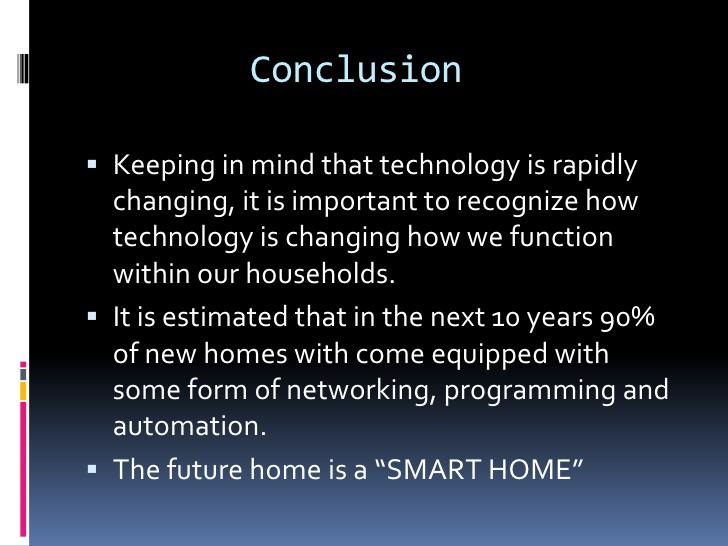 Conclusion
▪ Keeping in mind that technology is rapidly
changing, it is important to recognize how
technology is changing how we function
within our households.
▪ It is estimated that in the next 10 years 90%
of new homes with come equipped with
some form of networking, programming and
automation.
▪ The future home is a “SMART HOME”